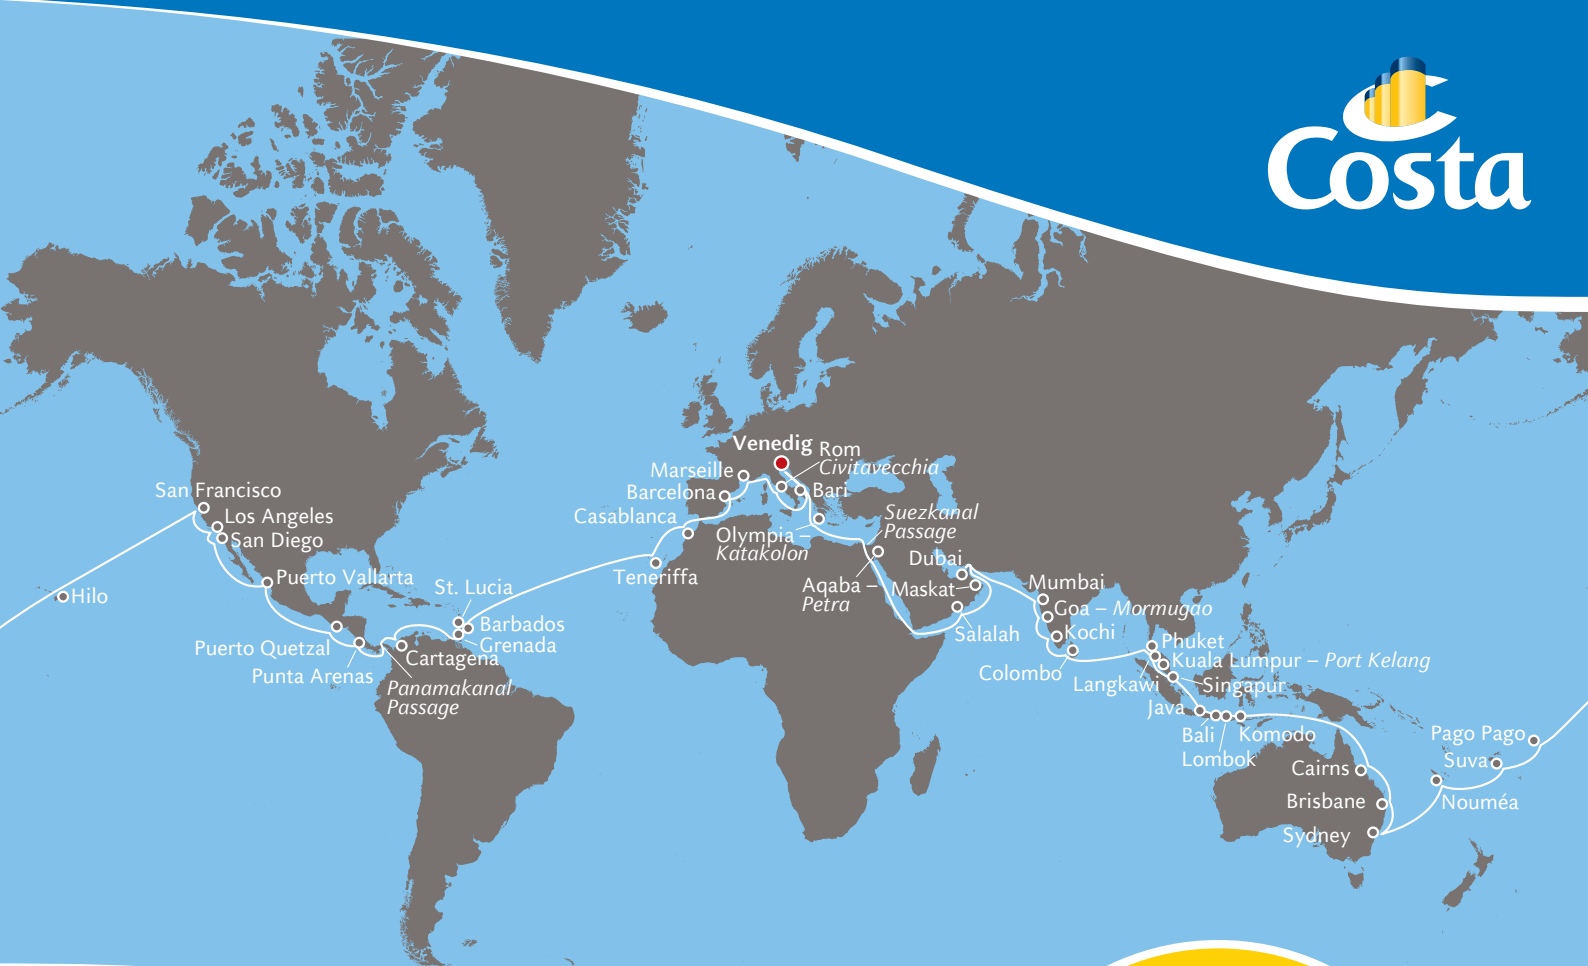 Costa
Venedig
Rom
Civitavecchia
Marseille
Barcelona
Bari
San Francisco
Casablanca
Los Angeles
San Diego
Olympia –
Katakolon
Suezkanal
Passage
Dubai
Puerto Vallarta
Teneriffa
Aqaba –
Petra
Maskat
Mumbai
Hilo
St. Lucia
Goa – Mormugao
Barbados
Salalah
Kochi
Puerto Quetzal
Grenada
Phuket
Cartagena
Kuala Lumpur – Port Kelang
Punta Arenas
Colombo
Langkawi
Singapur
Panamakanal
Passage
Java
Bali
Komodo
Pago Pago
Lombok
Suva
Cairns
Brisbane
Nouméa
Sydney